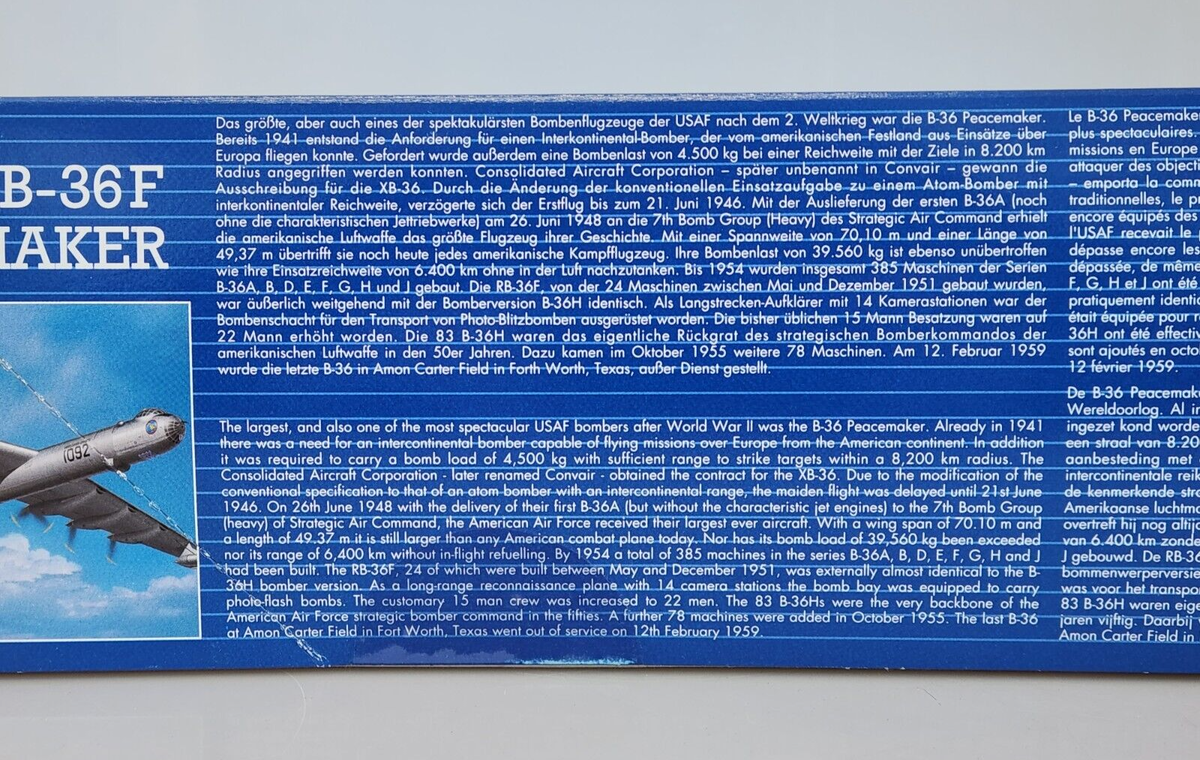 B-36F
MAKER
1092
Das größte, aber auch eines der spektakulärsten Bombenflugzeuge der USAF nach dem 2. Weltkrieg war die B-36 Peacemaker.
Bereits 1941 entstand die Anforderung für einen Interkontinental-Bomber, der vom amerikanischen Festland aus Einsätze über
Europa fliegen konnte. Gefordert wurde außerdem eine Bombenlast von 4.500 kg bei einer Reichweite mit der Ziele in 8.200 km
Radius angegriffen werden konnten. Consolidated Aircraft Corporation – später unbenannt in Convair – gewann die
Ausschreibung für die XB-36. Durch die Änderung der konventionellen Einsatzaufgabe zu einem Atom-Bomber mit
interkontinentaler Reichweite, verzögerte sich der Erstflug bis zum 21. Juni 1946. Mit der Auslieferung der ersten B-36A (noch
ohne die charakteristischen Jettriebwerke) am 26. Juni 1948 an die 7th Bomb Group (Heavy) des Strategic Air Command erhielt
die amerikanische Luftwaffe das größte Flugzeug ihrer Geschichte. Mit einer Spannweite von 70,10 m und einer Länge von
49,37 m übertrifft sie noch heute jedes amerikanische Kampfflugzeug. Ihre Bombenlast von 39.560 kg ist ebenso unübertroffen
wie ihre Einsatzreichweite von 6.400 km ohne in der Luft nachzutanken. Bis 1954 wurden insgesamt 385 Maschinen der Serien
B-36A, B, D, E, F, G, H und J gebaut. Die RB-36F, von der 24 Maschinen zwischen Mai und Dezember 1951 gebaut wurden,
war äußerlich weitgehend mit der Bomberversion B-36H identisch. Als Langstrecken-Aufklärer mit 14 Kamerastationen war der
Bombenschacht für den Transport von Photo-Blitzbomben ausgerüstet worden. Die bisher üblichen 15 Mann Besatzung waren auf
22 Mann erhöht worden. Die 83 B-36H waren das eigentliche Rückgrat des strategischen Bomberkommandos der
amerikanischen Luftwaffe in den 50er Jahren. Dazu kamen im Oktober 1955 weitere 78 Maschinen. Am 12. Februar 1959
wurde die letzte B-36 in Amon Carter Field in Forth Worth, Texas, außer Dienst gestellt.
The largest, and also one of the most spectacular USAF bombers after World War II was the B-36 Peacemaker. Already in 1941
there was a need for an intercontinental bomber capable of flying missions over Europe from the American continent. In addition
it was required to carry a bomb load of 4,500 kg with sufficient range to strike targets within a 8,200 km radius. The
Consolidated Aircraft Corporation - later renamed Convair - obtained the contract for the XB-36. Due to the modification of the
conventional specification to that of an atom bomber with an intercontinental range, the maiden flight was delayed until 21st June
1946. On 26th June 1948 with the delivery of their first B-36A (but without the characteristic jet engines) to the 7th Bomb Group
(heavy) of Strategic Air Command, the American Air Force received their largest ever aircraft. With a wing span of 70.10 m and
a length of 49.37 m it is still larger than any American combat plane today. Nor has its bomb load of 39,560 kg been exceeded
nor its range of 6,400 km without in-flight refuelling. By 1954 a total of 385 machines in the series B-36A, B, D, E, F, G, H and J
had been built. The RB-36F, 24 of which were built between May and December 1951, was externally almost identical to the B-
36H bomber version. As a long-range reconnaissance plane with 14 camera stations the bomb bay was equipped to carry
photo-flash bombs. The customary 15 man crew was increased to 22 men. The 83 B-36Hs were the very backbone of the
American Air Force strategic bomber command in the fifties. A further 78 machines were added in October 1955. The last B-36
at Amon Carter Field in Fort Worth, Texas went out of service on 12th February 1959.
Le B-36 Peacemake
plus spectaculaires
missions en Europe
attaquer des objecti
– emporta la comm
traditionnelles, le pr
encore équipés des
l'USAF recevait le p
dépasse encore les
dépassée, de même
F, G, H et J ont été
pratiquement identi
était équipée pour re
36H ont été effectiv
sont ajoutés en octo
12 février 1959.
De B-36 Peacemak
Wereldoorlog. Al in
ingezet kond worde
een straal van 8.20
aanbesteding met
intercontinentale reik
de kenmerkende str
Amerikaanse luchtm
overtreft hij nog altij
van 6.400 km zonde
J gebouwd. De RB-3
bommenwerperversie
was voor het transpo
83 B-36H waren eige
jaren vijftig. Daarbij
Amon Carter Field in